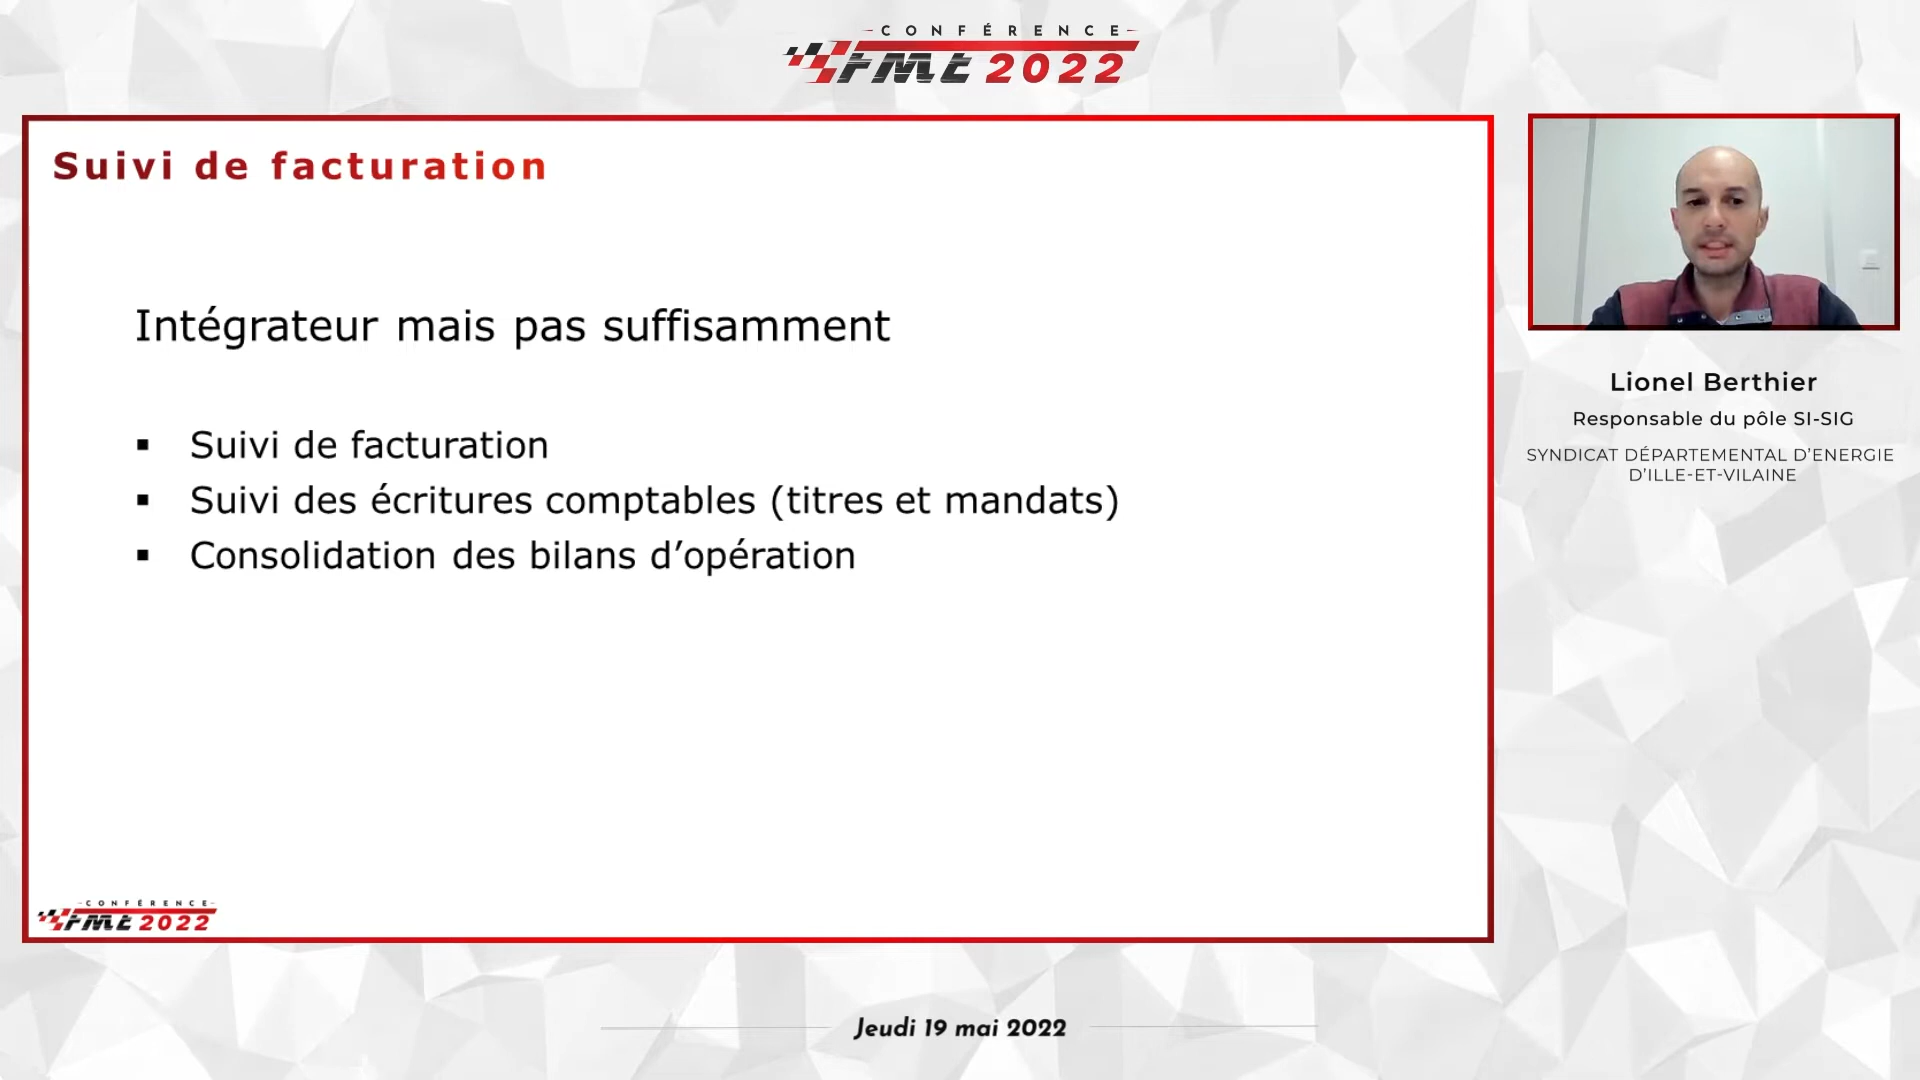 CONFÉRENCE
FME 2022
Suivi de facturation
Intégrateur mais pas suffisamment
▪ Suivi de facturation
▪ Suivi des écritures comptables (titres et mandats)
▪ Consolidation des bilans d’opération
CONFÉRENCE
FME 2022
Lionel Berthier
Responsable du pôle SI-SIG
SYNDICAT DÉPARTEMENTAL D’ENERGIE
D’ILLE-ET-VILAINE
Jeudi 19 mai 2022